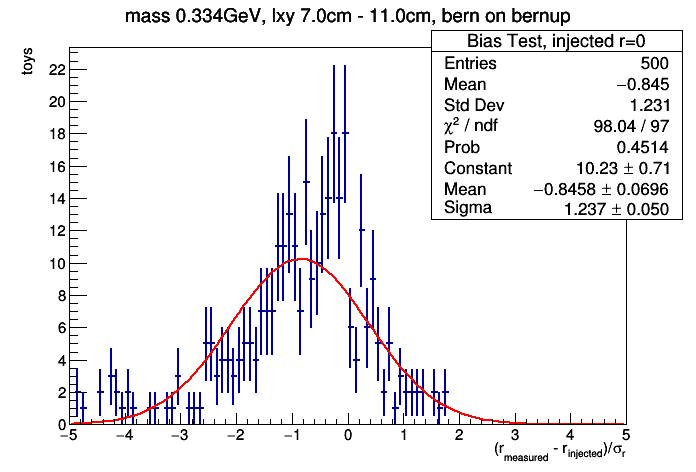 mass 0.334GeV, lxy 7.0cm - 11.0cm, bern on bernup
Bias Test, injected r=0
Entries 500
Mean −0.845
Std Dev 1.231
χ² / ndf 98.04 / 97
Prob 0.4514
Constant 10.23 ± 0.71
Mean −0.8458 ± 0.0696
Sigma 1.237 ± 0.050
toys
22
20
18
16
14
12
10
8
6
4
2
0
−5 −4 −3 −2 −1 0 1 2 3 4 5
(r_measured - r_injected)/σ_r